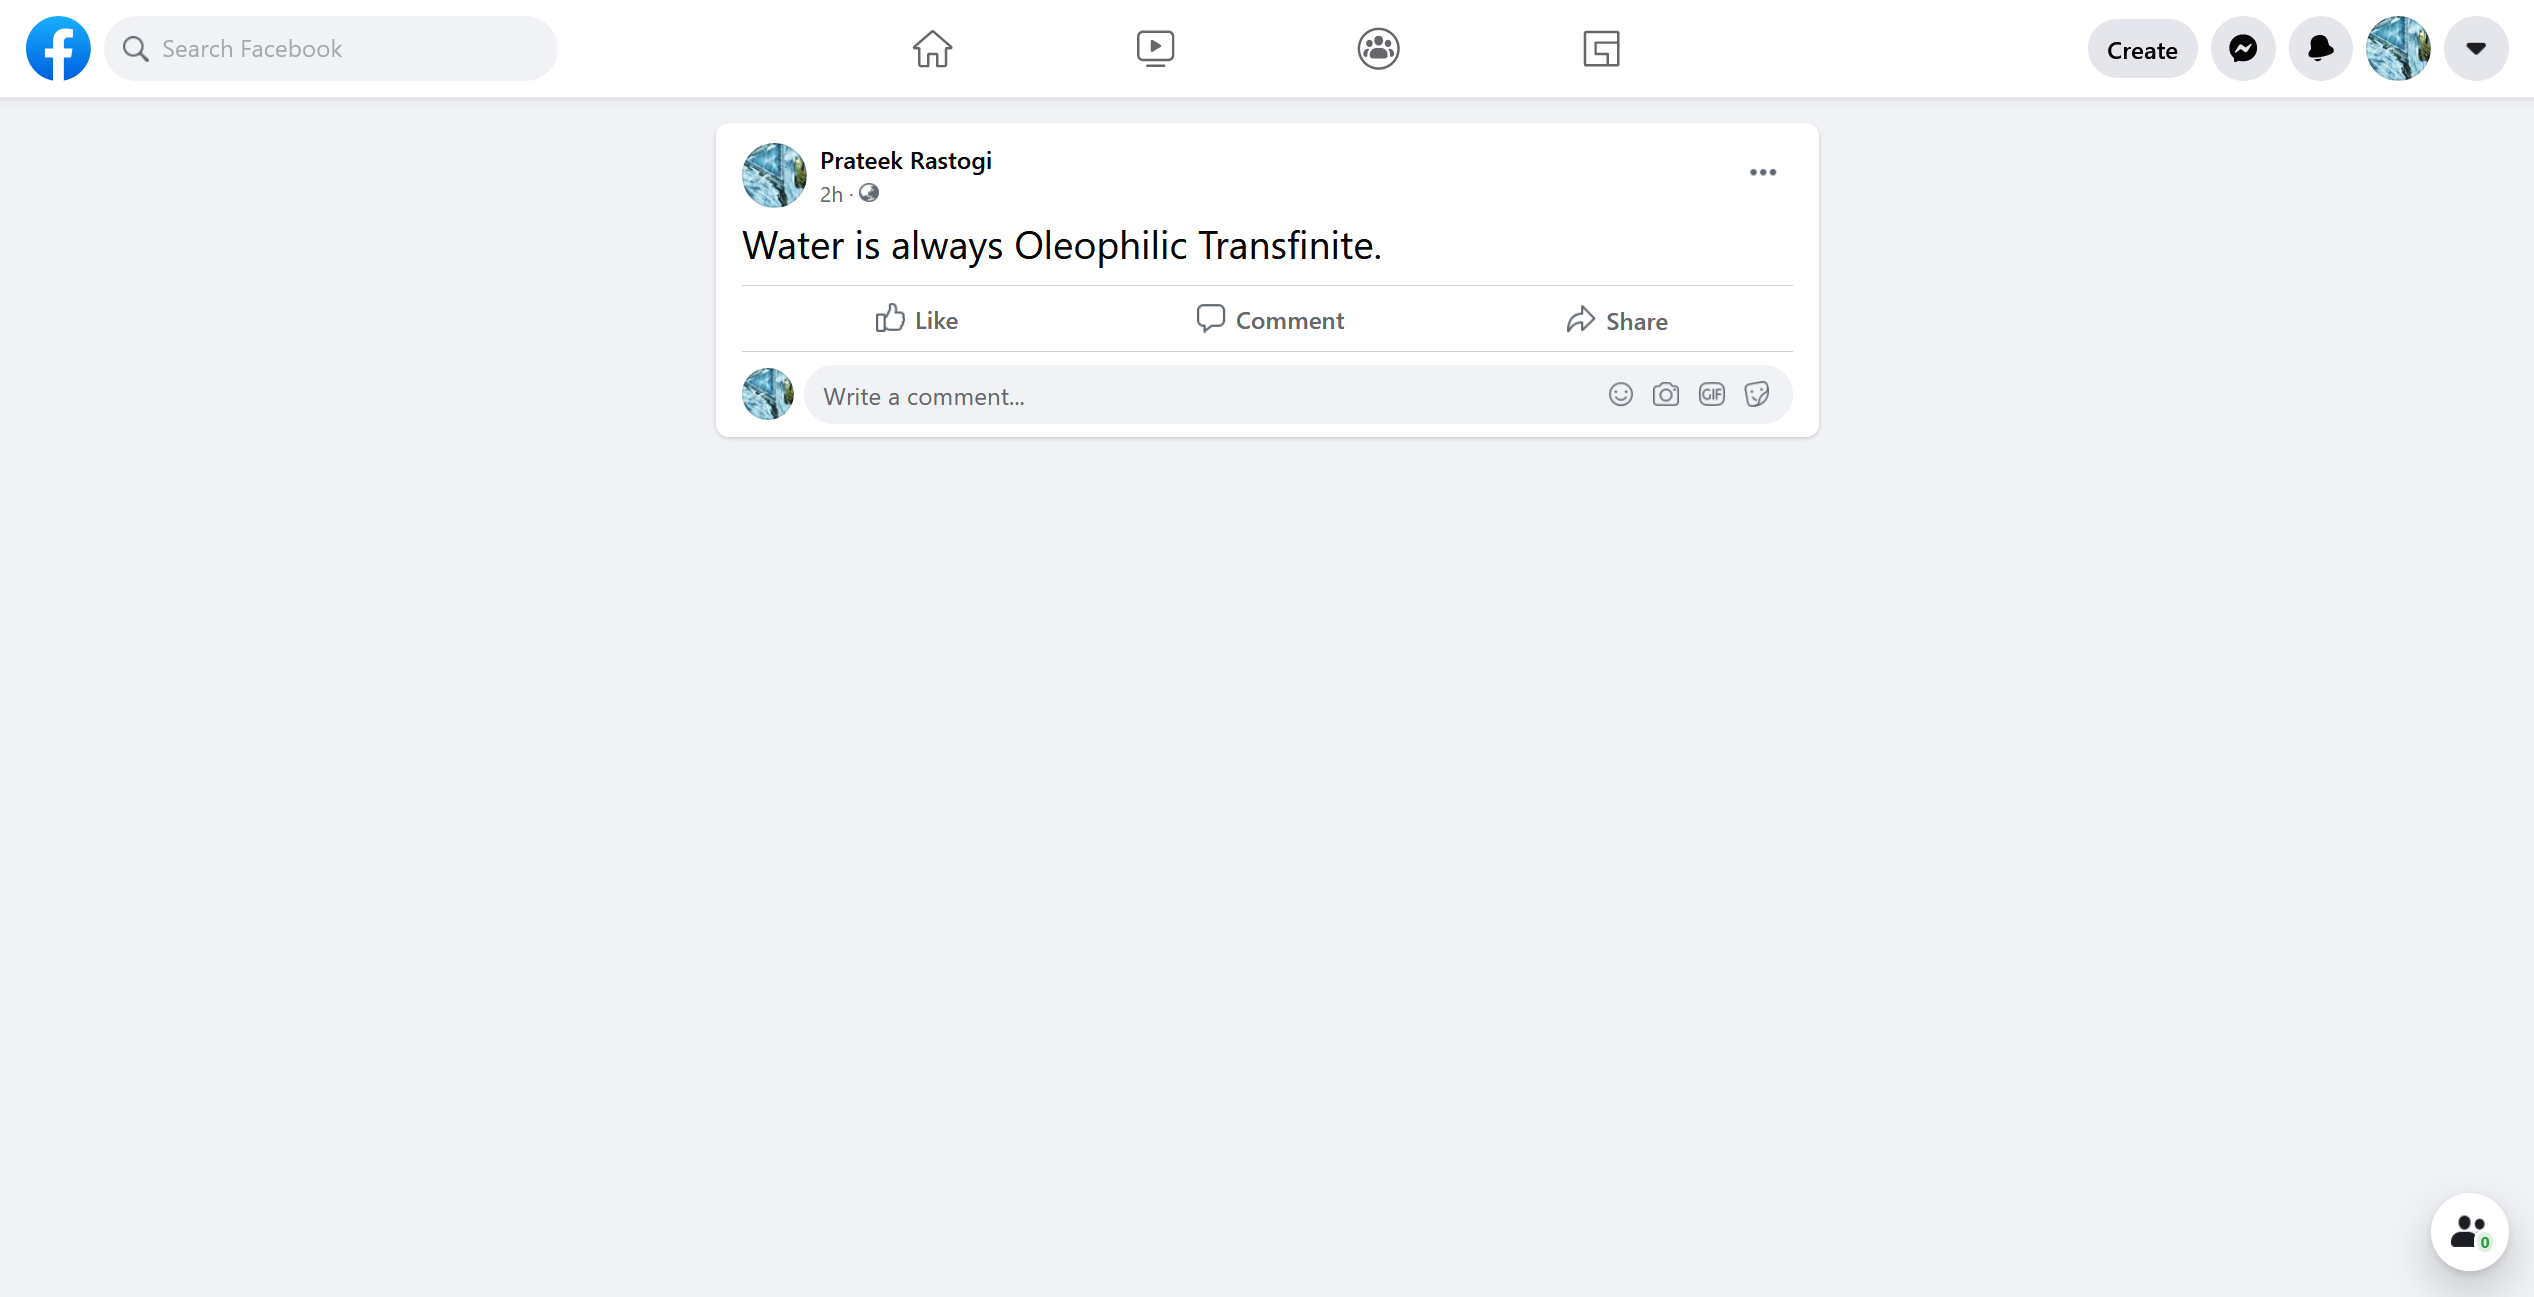 Search Facebook
Create
Prateek Rastogi
2h ·
Water is always Oleophilic Transfinite.
Like Comment Share
Write a comment...
GIF
0